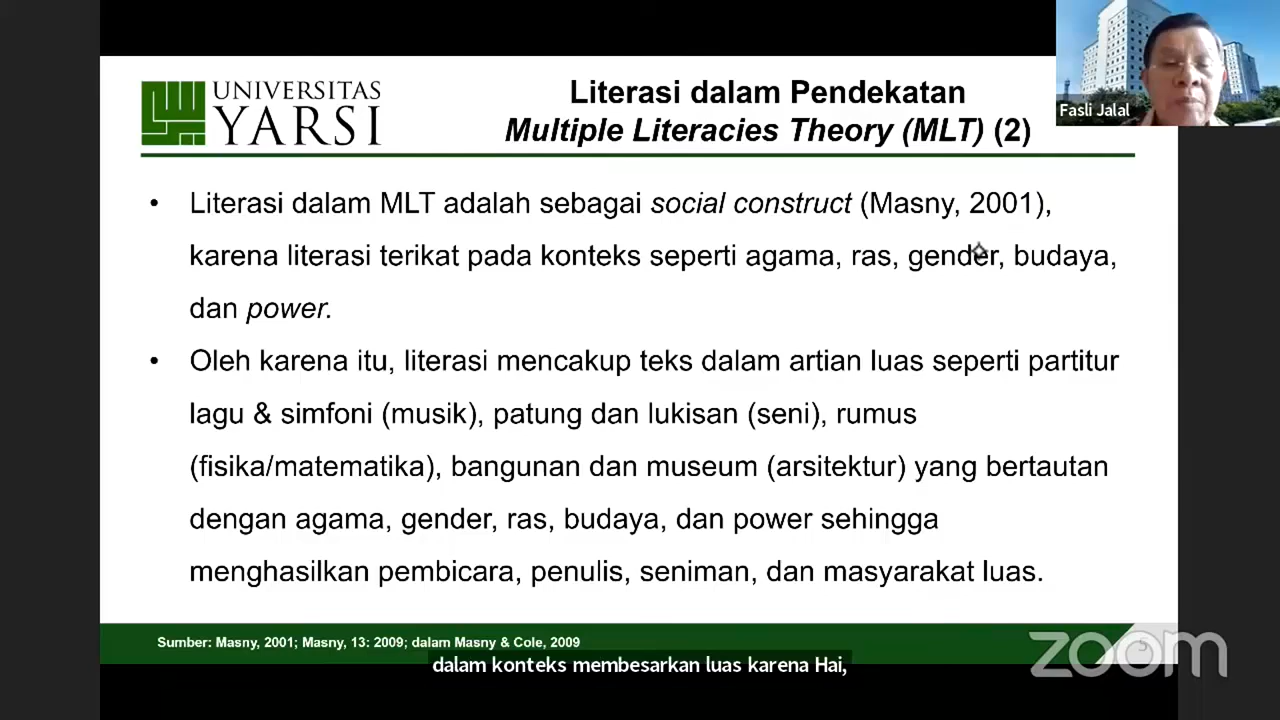 UNIVERSITAS
YARSI
Literasi dalam Pendekatan
Multiple Literacies Theory (MLT) (2)
Fasli Jalal
• Literasi dalam MLT adalah sebagai social construct (Masny, 2001),
karena literasi terikat pada konteks seperti agama, ras, gender, budaya,
dan power.
• Oleh karena itu, literasi mencakup teks dalam artian luas seperti partitur
lagu & simfoni (musik), patung dan lukisan (seni), rumus
(fisika/matematika), bangunan dan museum (arsitektur) yang bertautan
dengan agama, gender, ras, budaya, dan power sehingga
menghasilkan pembicara, penulis, seniman, dan masyarakat luas.
Sumber: Masny, 2001; Masny, 13: 2009; dalam Masny & Cole, 2009
zoom
dalam konteks membesarkan luas karena Hai,